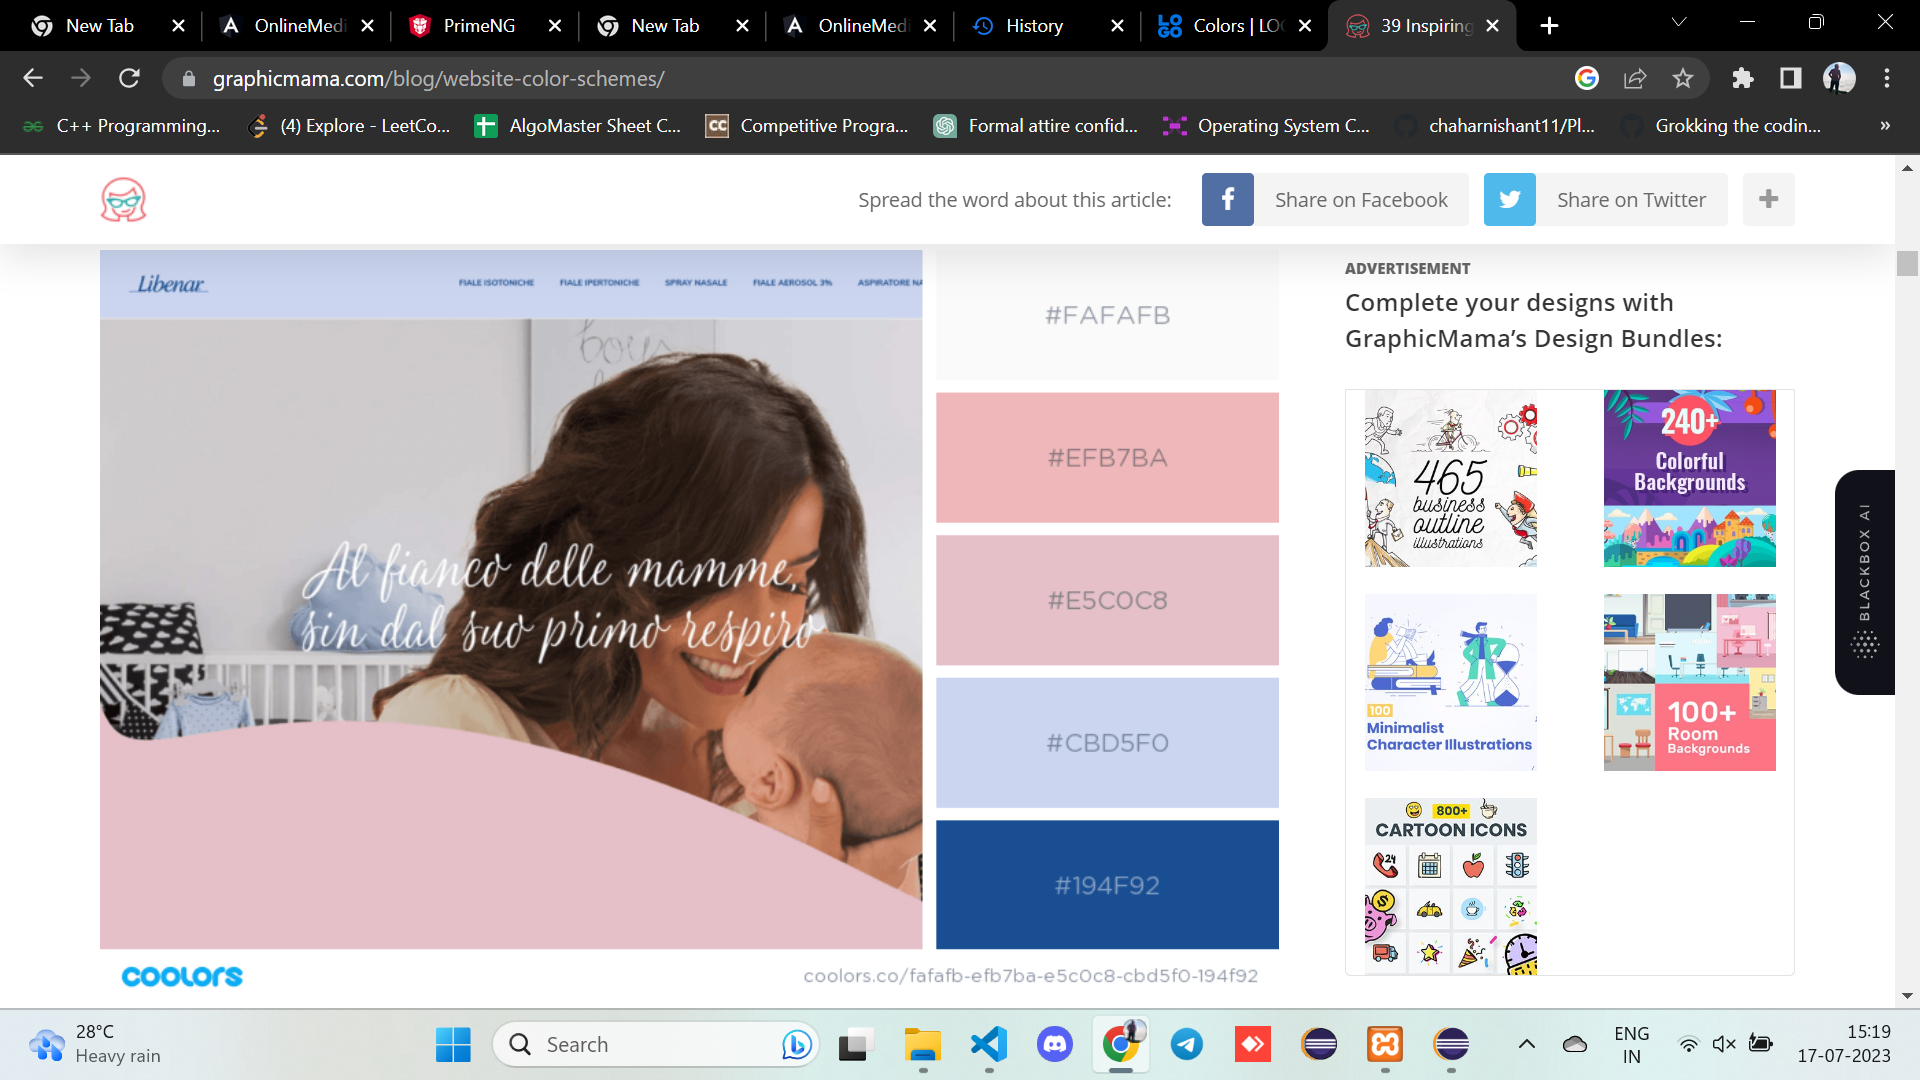 New Tab
OnlineMedi
PrimeNG
New Tab
OnlineMedi
History
Colors | LO
39 Inspiring
graphicmama.com/blog/website-color-schemes/
C++ Programming...
(4) Explore - LeetCo...
AlgoMaster Sheet C...
Competitive Progra...
Formal attire confid...
Operating System C...
chaharnishant11/Pl...
Grokking the codin...
»
Spread the word about this article:
Share on Facebook
Share on Twitter
Libenar
FIALE ISOTONICHE
FIALE IPERTONICHE
SPRAY NASALE
FIALE AEROSOL 3%
ASPIRATORE NA
boys
Al fianco delle mamme,
sin dal suo primo respiro
#FAFAFB
#EFB7BA
#E5C0C8
#CBD5F0
#194F92
coolors
coolors.co/fafafb-efb7ba-e5c0c8-cbd5f0-194f92
ADVERTISEMENT
Complete your designs with
GraphicMama's Design Bundles:
465
business
outline
illustrations
240+
Colorful
Backgrounds
100
Minimalist
Character Illustrations
100+
Room
Backgrounds
800+
CARTOON ICONS
24
BLACKBOX AI
28°C
Heavy rain
Search
ENG
IN
15:19
17-07-2023